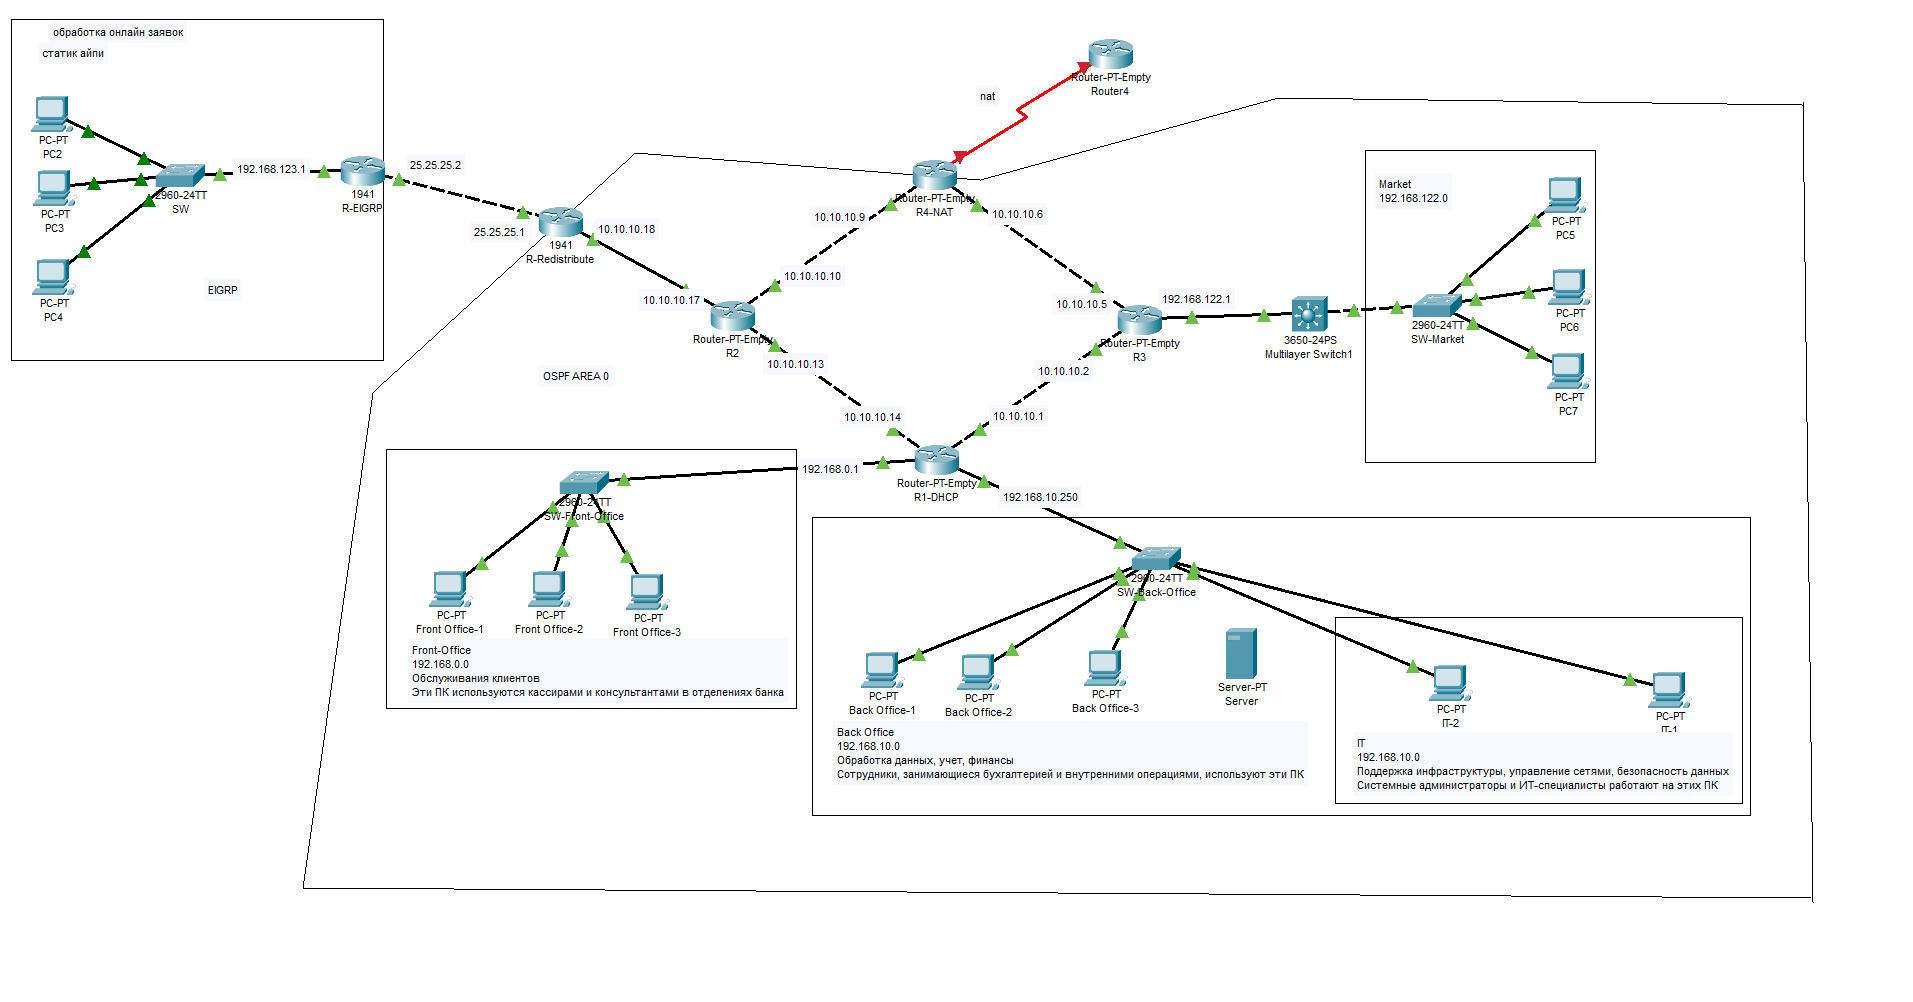 обработка онлайн заявок
статик айпи
PC-PT
PC2
PC-PT
PC3
PC-PT
PC4
2960-24TT
SW
192.168.123.1
1941
R-EIGRP
EIGRP
25.25.25.2
25.25.25.1
1941
R-Redistribute
10.10.10.18
10.10.10.17
Router-PT-Empty
R2
10.10.10.10
10.10.10.9
10.10.10.13
10.10.10.14
OSPF AREA 0
nat
Router-PT-Empty
Router4
Router-PT-Empty
R4-NAT
10.10.10.6
10.10.10.5
Router-PT-Empty
R3
192.168.122.1
10.10.10.2
10.10.10.1
3650-24PS
Multilayer Switch1
Market
192.168.122.0
2960-24TT
SW-Market
PC-PT
PC5
PC-PT
PC6
PC-PT
PC7
192.168.0.1
Router-PT-Empty
R1-DHCP
192.168.10.250
2960-24TT
SW-Front-Office
PC-PT
Front Office-1
PC-PT
Front Office-2
PC-PT
Front Office-3
Front-Office
192.168.0.0
Обслуживания клиентов
Эти ПК используются кассирами и консультантами в отделениях банка
2960-24TT
SW-Back-Office
PC-PT
Back Office-1
PC-PT
Back Office-2
PC-PT
Back Office-3
Server-PT
Server
Back Office
192.168.10.0
Обработка данных, учет, финансы
Сотрудники, занимающиеся бухгалтерией и внутренними операциями, используют эти ПК
PC-PT
IT-2
PC-PT
IT-1
IT
192.168.10.0
Поддержка инфраструктуры, управление сетями, безопасность данных
Системные администраторы и ИТ-специалисты работают на этих ПК